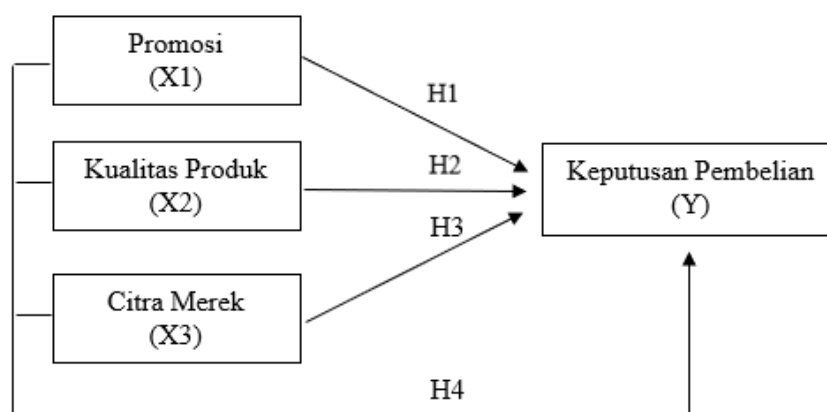 Promosi
(X1)
H1
Kualitas Produk
(X2)
H2
Keputusan Pembelian
(Y)
H3
Citra Merek
(X3)
H4